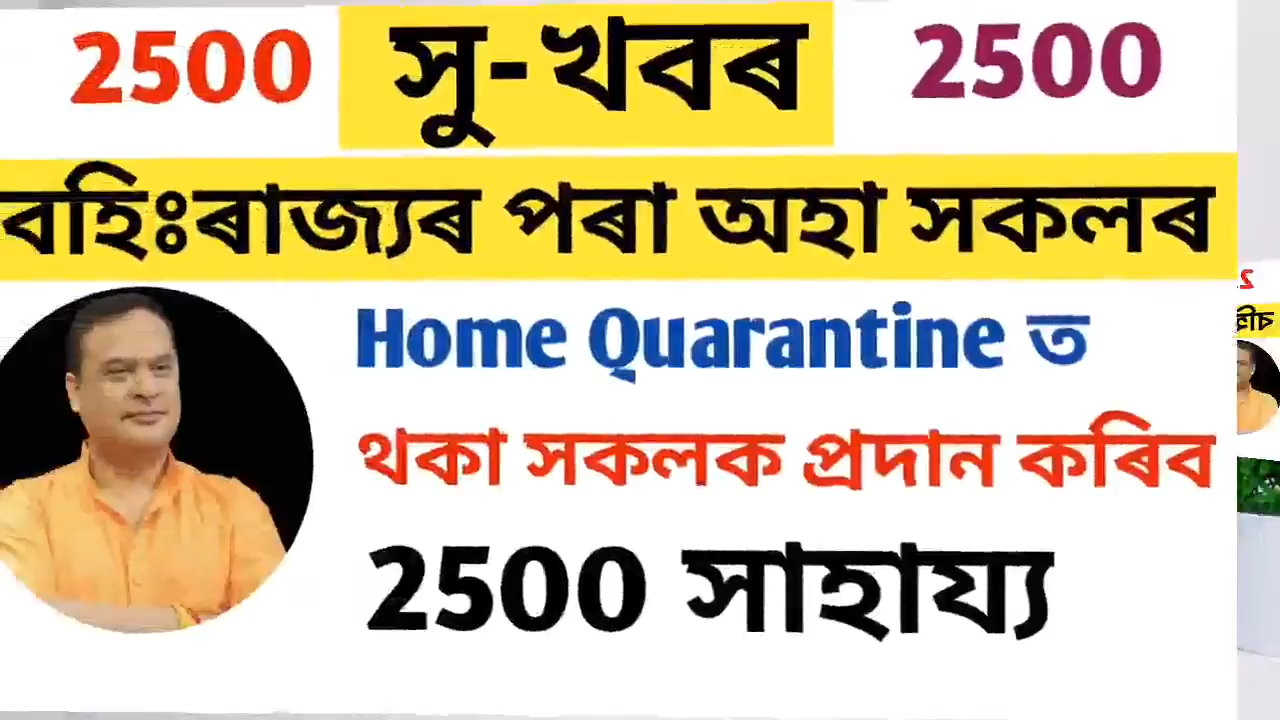 2500 সু-খবৰ 2500
বহিঃৰাজ্যৰ পৰা অহা সকলৰ
Home Quarantine ত
থকা সকলক প্ৰদান কৰিব
2500 সাহায্য